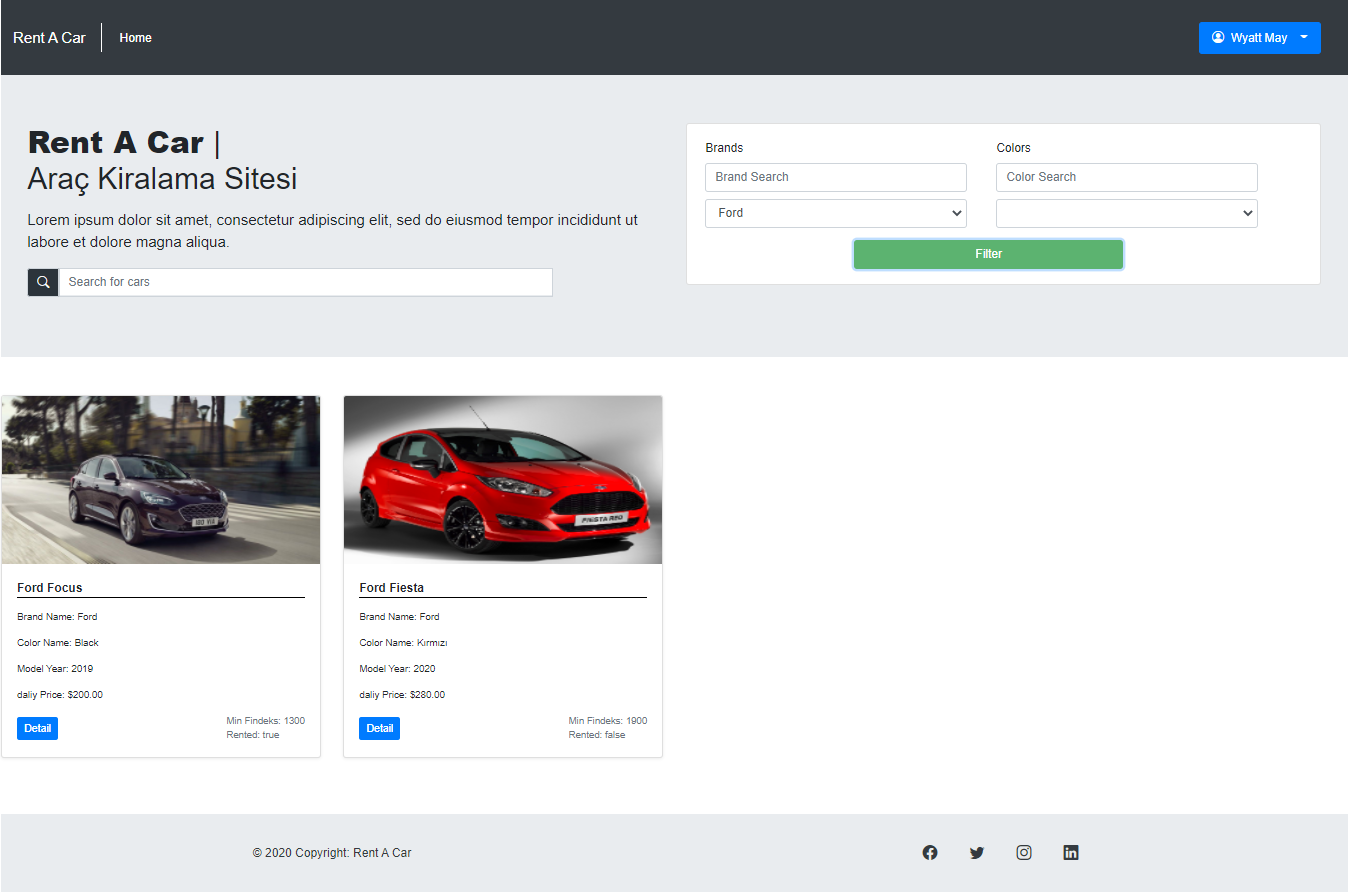 Rent A Car
Home
Wyatt May
Rent A Car |
Araç Kiralama Sitesi
Lorem ipsum dolor sit amet, consectetur adipiscing elit, sed do eiusmod tempor incididunt ut
labore et dolore magna aliqua.
Search for cars
Brands
Colors
Brand Search
Color Search
Ford
Filter
FIESTA RED
Ford Focus
Brand Name: Ford
Color Name: Black
Model Year: 2019
daliy Price: $200.00
Detail
Min Findeks: 1300
Rented: true
Ford Fiesta
Brand Name: Ford
Color Name: Kırmızı
Model Year: 2020
daliy Price: $280.00
Detail
Min Findeks: 1900
Rented: false
© 2020 Copyright: Rent A Car